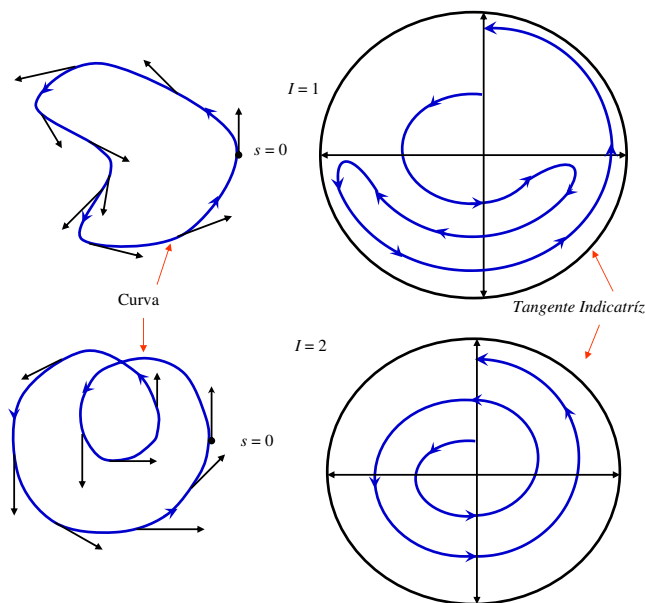 I = 1
s = 0
Curva
Tangente Indicatríz
I = 2
s = 0